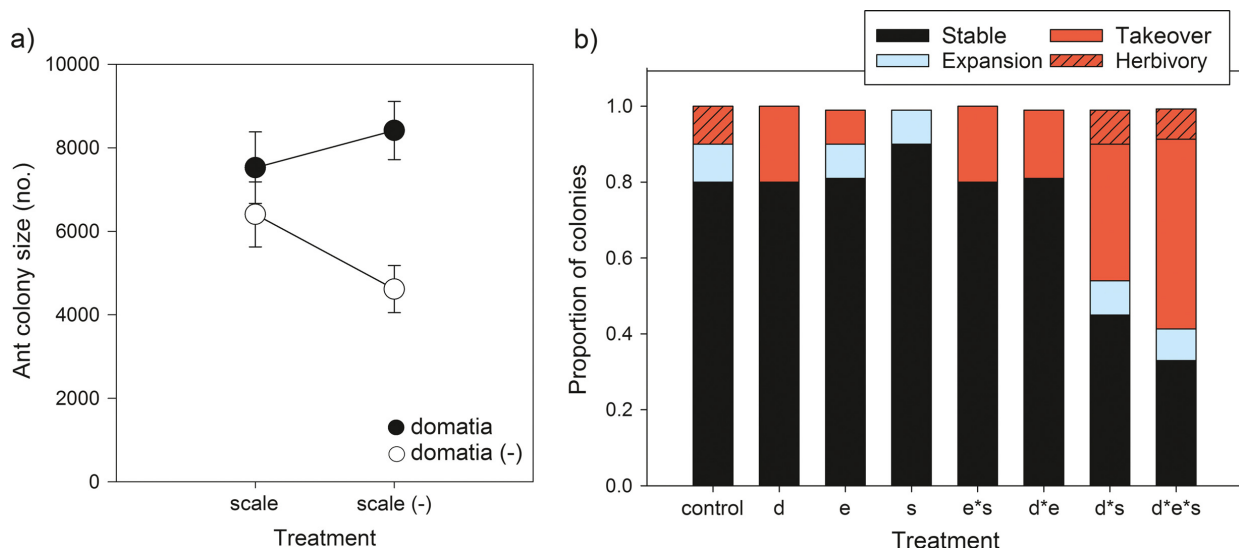 a)
10000
8000
6000
4000
2000
0
Ant colony size (no.)
domatia
domatia (-)
scale scale (-)
Treatment
b)
Stable Takeover
Expansion Herbivory
1.0
0.8
0.6
0.4
0.2
0.0
Proportion of colonies
control d e s e*s d*e d*s d*e*s
Treatment